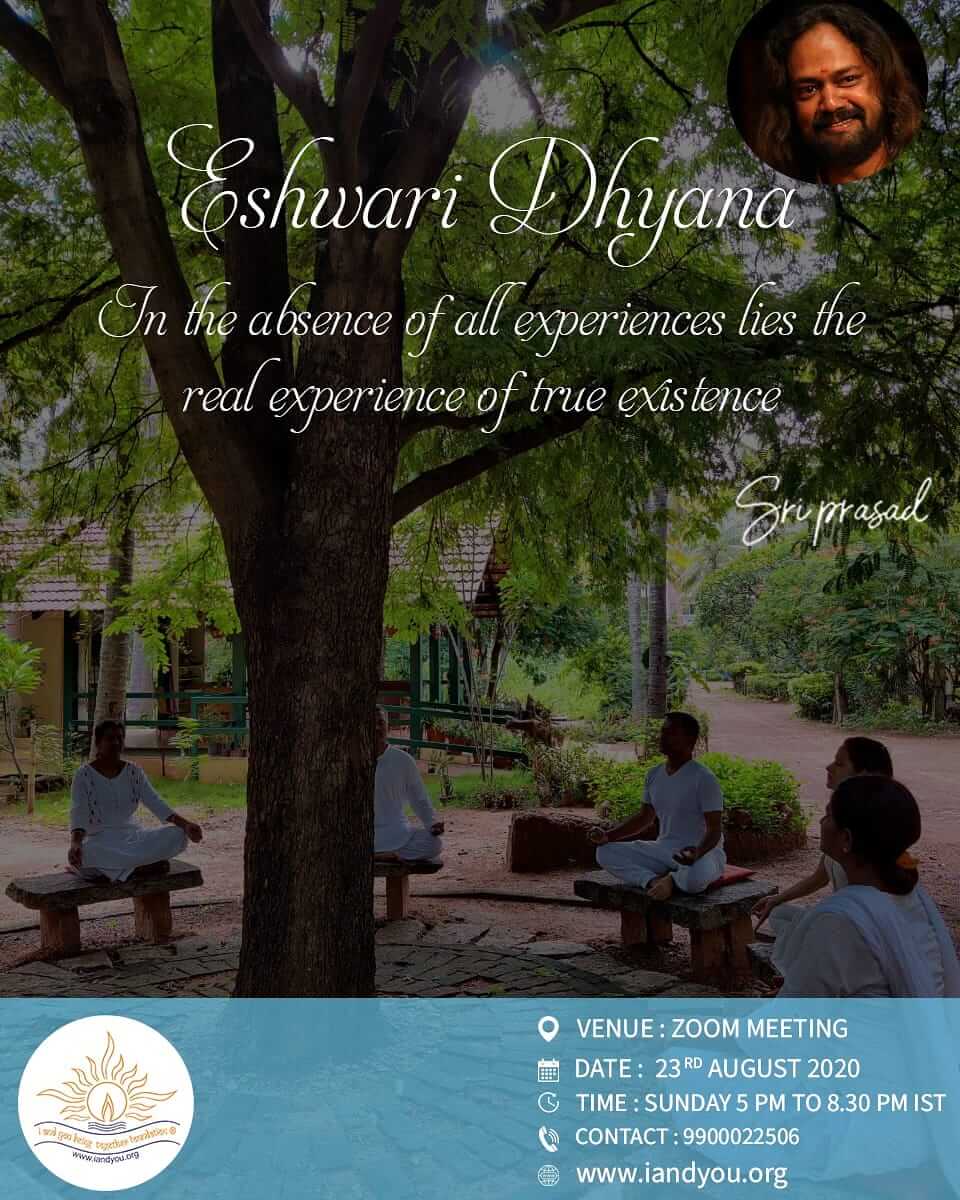 Eshwari Dhyana
In the absence of all experiences lies the
real experience of true existence
Sri prasad
i and you being together foundation ®
www.iandyou.org
VENUE : ZOOM MEETING
DATE : 23RD AUGUST 2020
TIME : SUNDAY 5 PM TO 8.30 PM IST
CONTACT : 9900022506
www.iandyou.org